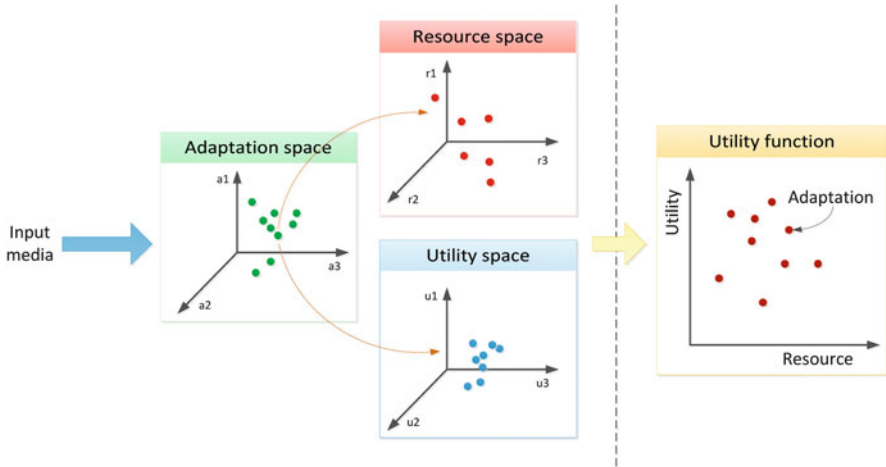 Input
media
Adaptation space
a1
a3
a2
Resource space
r1
r3
r2
Utility space
u1
u3
u2
Utility function
Utility
Adaptation
Resource